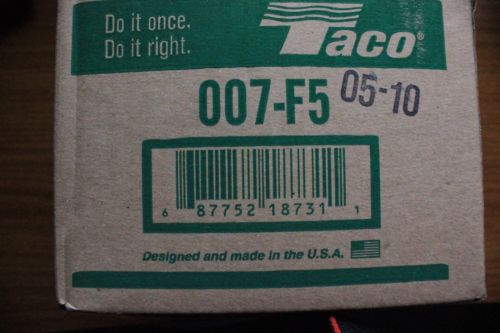 Do it once.
Do it right.
Taco®
007-F5 05-10
6 87752 18731 1
Designed and made in the U.S.A.